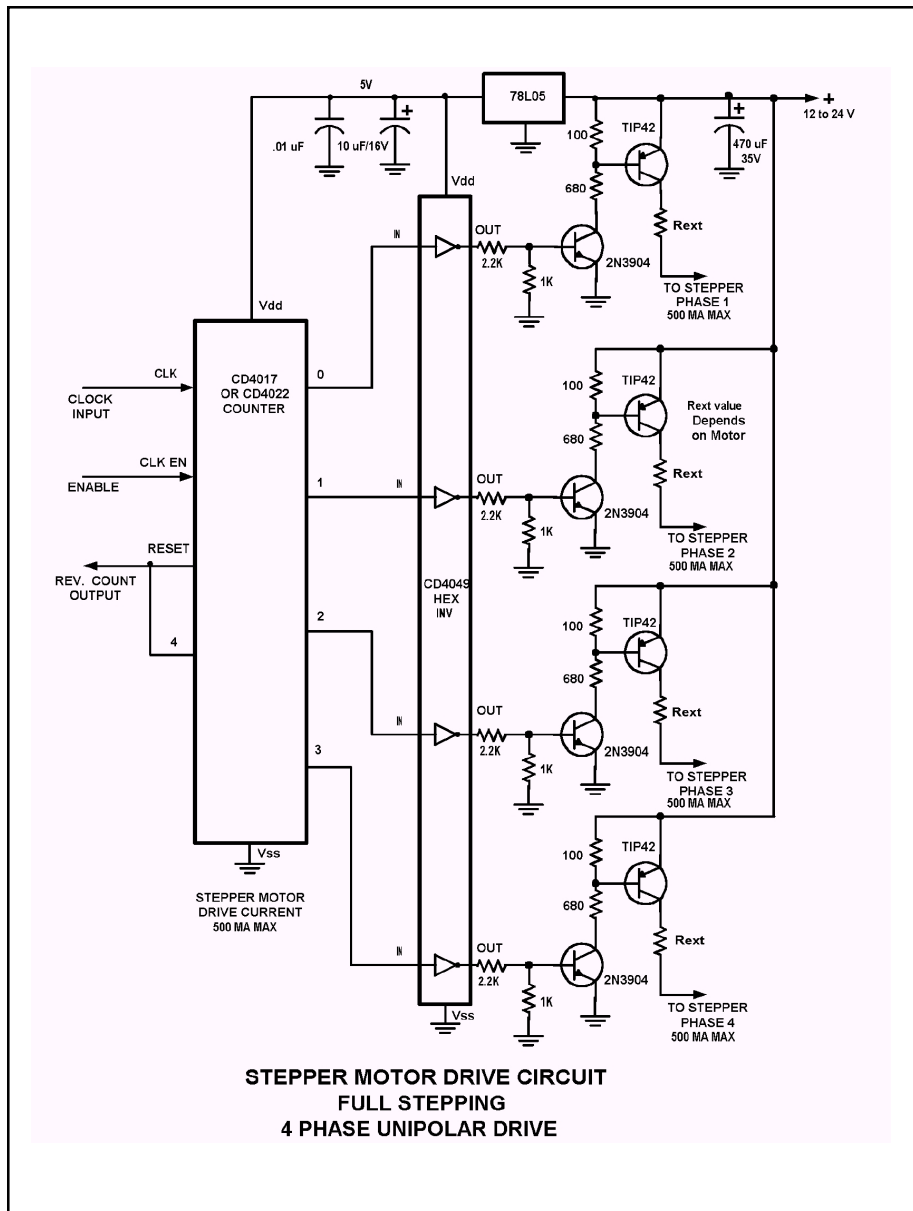 5V
78L05
+
12 to 24 V
.01 uF
+
10 uF/16V
100
TIP42
+
470 uF
35V
680
Vdd
Rext
IN
OUT
2.2K
1K
2N3904
TO STEPPER
PHASE 1
500 MA MAX
Vdd
CLK
CLOCK
INPUT
CD4017
OR CD4022
COUNTER
0
100
TIP42
Rext value
Depends
on Motor
680
Rext
CLK EN
ENABLE
1
IN
OUT
2.2K
1K
2N3904
TO STEPPER
PHASE 2
500 MA MAX
RESET
REV. COUNT
OUTPUT
4
CD4049
HEX
INV
100
TIP42
680
Rext
2
IN
OUT
2.2K
1K
2N3904
TO STEPPER
PHASE 3
500 MA MAX
3
100
TIP42
680
Rext
Vss
STEPPER MOTOR
DRIVE CURRENT
500 MA MAX
IN
OUT
2.2K
1K
2N3904
TO STEPPER
PHASE 4
500 MA MAX
Vss
STEPPER MOTOR DRIVE CIRCUIT
FULL STEPPING
4 PHASE UNIPOLAR DRIVE